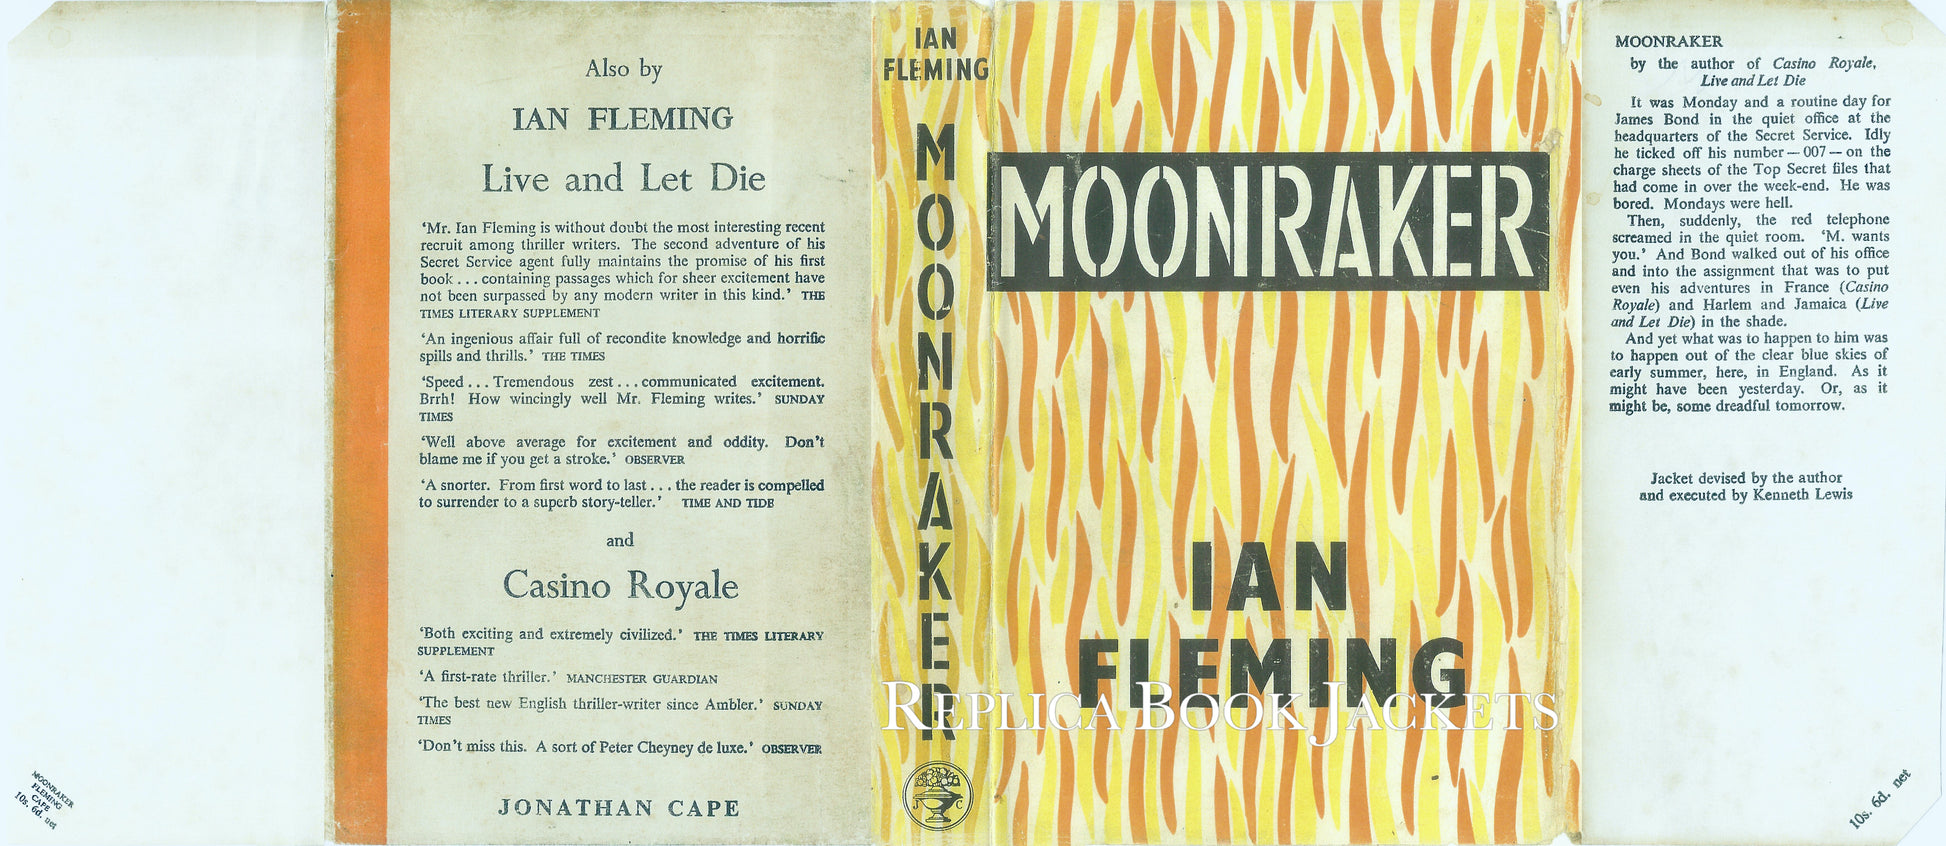 MOONRAKER
FLEMING
CAPE
10s. 6d. net
Also by
IAN FLEMING
Live and Let Die
‘Mr. Ian Fleming is without doubt the most interesting recent
recruit among thriller writers. The second adventure of his
Secret Service agent fully maintains the promise of his first
book ... containing passages which for sheer excitement have
not been surpassed by any modern writer in this kind.’ THE
TIMES LITERARY SUPPLEMENT
‘An ingenious affair full of recondite knowledge and horrific
spills and thrills.’ THE TIMES
‘Speed ... Tremendous zest ... communicated excitement.
Brrh! How wincingly well Mr. Fleming writes.’ SUNDAY
TIMES
‘Well above average for excitement and oddity. Don't
blame me if you get a stroke.’ OBSERVER
‘A snorter. From first word to last ... the reader is compelled
to surrender to a superb story-teller.’ TIME AND TIDE
and
Casino Royale
‘Both exciting and extremely civilized.’ THE TIMES LITERARY
SUPPLEMENT
‘A first-rate thriller.’ MANCHESTER GUARDIAN
‘The best new English thriller-writer since Ambler.’ SUNDAY
TIMES
‘Don't miss this. A sort of Peter Cheyney de luxe.’ OBSERVER
JONATHAN CAPE
IAN
FLEMING
MOONRAKER
J C
MOONRAKER
IAN
FLEMING
REPLICA BOOK JACKETS
MOONRAKER
by the author of Casino Royale,
Live and Let Die
It was Monday and a routine day for
James Bond in the quiet office at the
headquarters of the Secret Service. Idly
he ticked off his number — 007 — on the
charge sheets of the Top Secret files that
had come in over the week-end. He was
bored. Mondays were hell.
Then, suddenly, the red telephone
screamed in the quiet room. ‘M. wants
you.’ And Bond walked out of his office
and into the assignment that was to put
even his adventures in France (Casino
Royale) and Harlem and Jamaica (Live
and Let Die) in the shade.
And yet what was to happen to him was
to happen out of the clear blue skies of
early summer, here, in England. As it
might have been yesterday. Or, as it
might be, some dreadful tomorrow.
Jacket devised by the author
and executed by Kenneth Lewis
10s. 6d. net